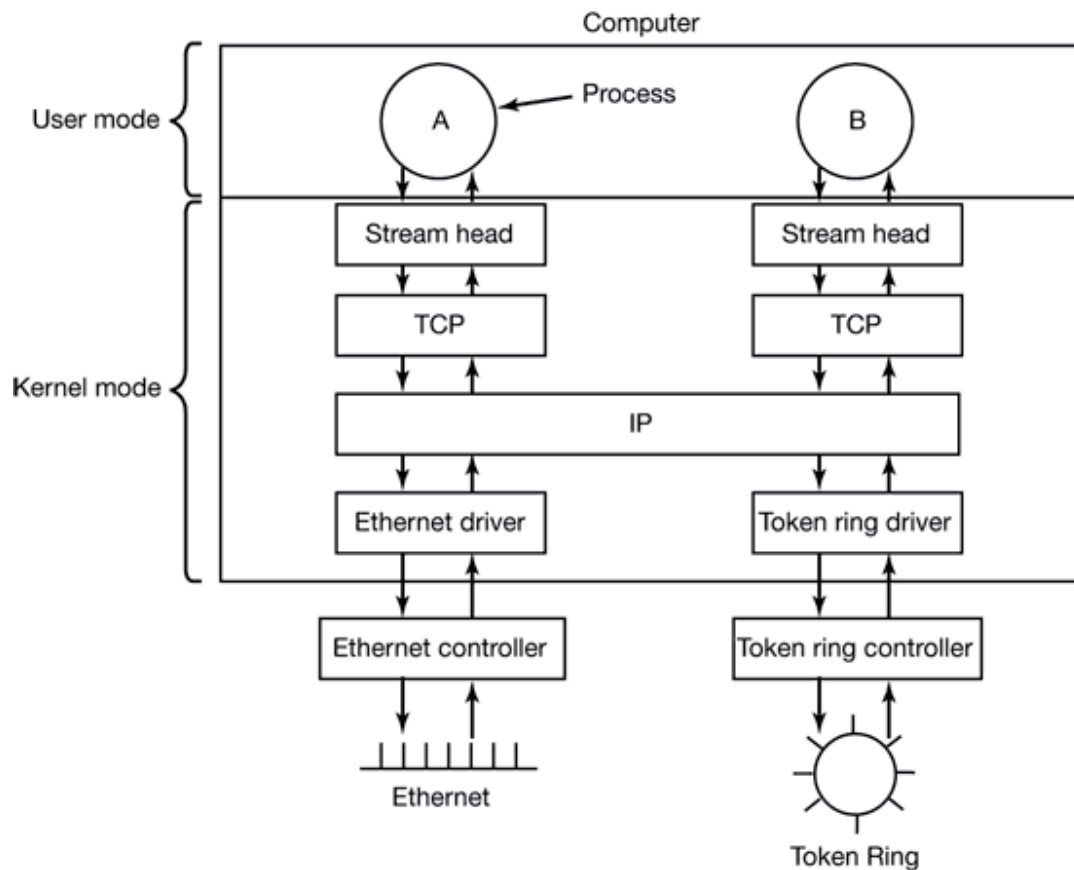 Computer
Process
User mode
A
B
Stream head
Stream head
TCP
TCP
Kernel mode
IP
Ethernet driver
Token ring driver
Ethernet controller
Token ring controller
Ethernet
Token Ring